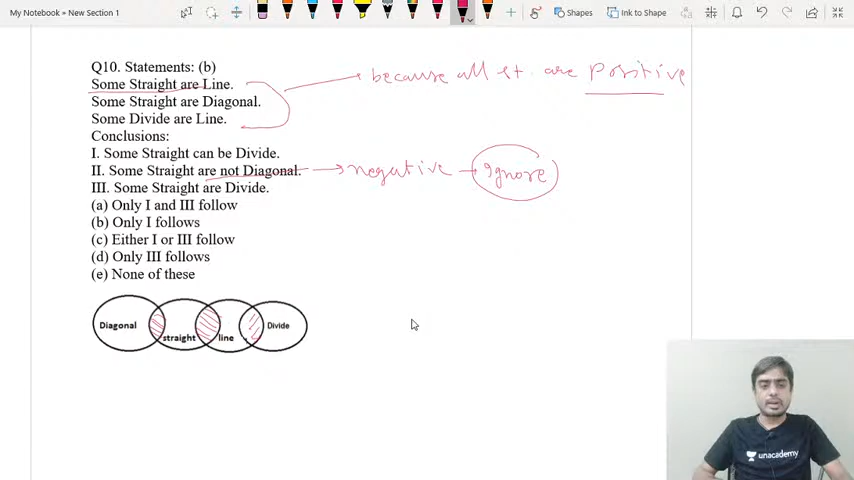 My Notebook » New Section 1
Shapes
Ink to Shape
Q10. Statements: (b)
Some Straight are Line.
Some Straight are Diagonal.
Some Divide are Line.
because all st. are Positive
Conclusions:
I. Some Straight can be Divide.
II. Some Straight are not Diagonal.
negative
ignore
III. Some Straight are Divide.
(a) Only I and III follow
(b) Only I follows
(c) Either I or III follow
(d) Only III follows
(e) None of these
Diagonal
straight
line
Divide
unacademy